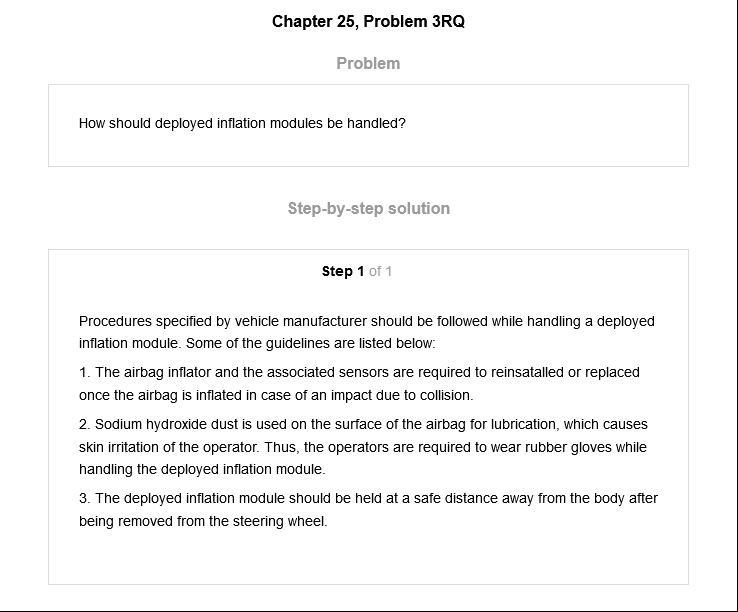 Chapter 25, Problem 3RQ
Problem
How should deployed inflation modules be handled?
Step-by-step solution
Step 1 of 1
Procedures specified by vehicle manufacturer should be followed while handling a deployed
inflation module. Some of the guidelines are listed below:
1. The airbag inflator and the associated sensors are required to reinsatalled or replaced
once the airbag is inflated in case of an impact due to collision.
2. Sodium hydroxide dust is used on the surface of the airbag for lubrication, which causes
skin irritation of the operator. Thus, the operators are required to wear rubber gloves while
handling the deployed inflation module.
3. The deployed inflation module should be held at a safe distance away from the body after
being removed from the steering wheel.